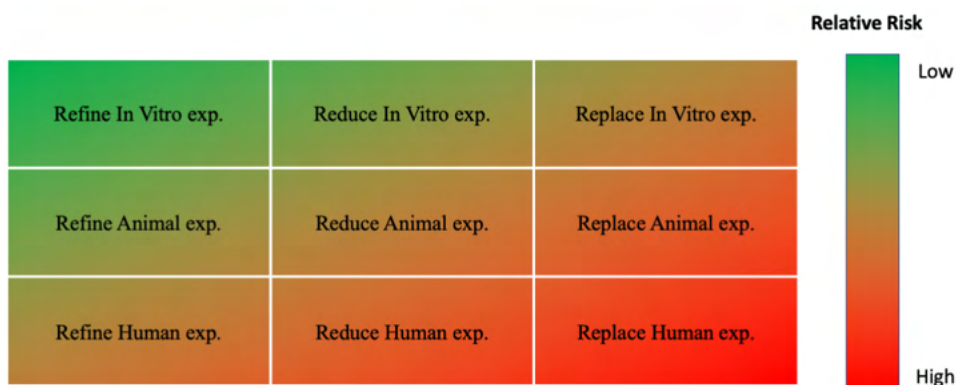 Relative Risk
Low
Refine In Vitro exp.
Reduce In Vitro exp.
Replace In Vitro exp.
Refine Animal exp.
Reduce Animal exp.
Replace Animal exp.
Refine Human exp.
Reduce Human exp.
Replace Human exp.
High